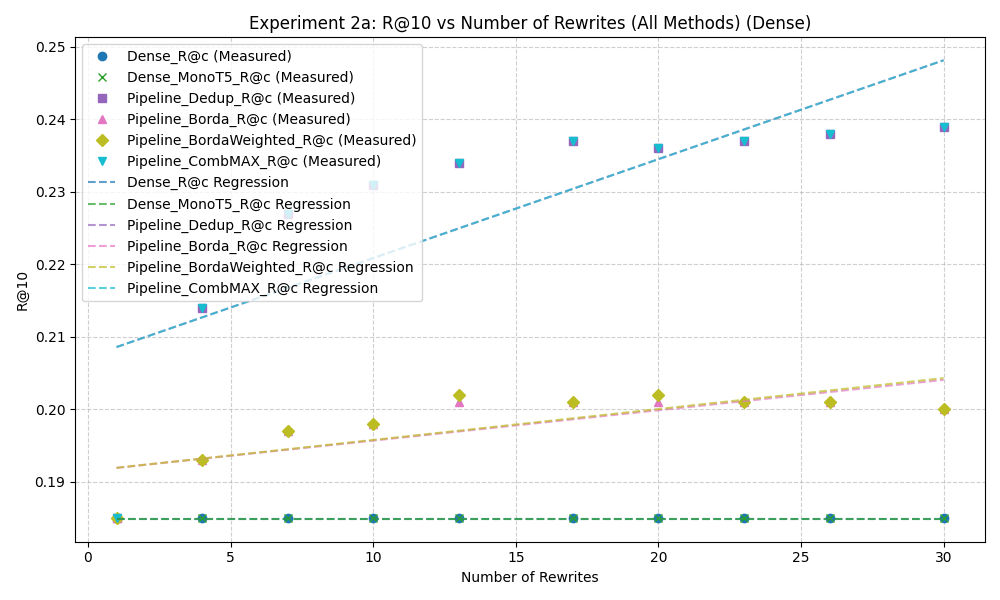 Experiment 2a: R@10 vs Number of Rewrites (All Methods) (Dense)
0.25
0.24
0.23
0.22
0.21
0.20
0.19
R@10
Dense_R@c (Measured)
Dense_MonoT5_R@c (Measured)
Pipeline_Dedup_R@c (Measured)
Pipeline_Borda_R@c (Measured)
Pipeline_BordaWeighted_R@c (Measured)
Pipeline_CombMAX_R@c (Measured)
Dense_R@c Regression
Dense_MonoT5_R@c Regression
Pipeline_Dedup_R@c Regression
Pipeline_Borda_R@c Regression
Pipeline_BordaWeighted_R@c Regression
Pipeline_CombMAX_R@c Regression
0 5 10 15 20 25 30
Number of Rewrites